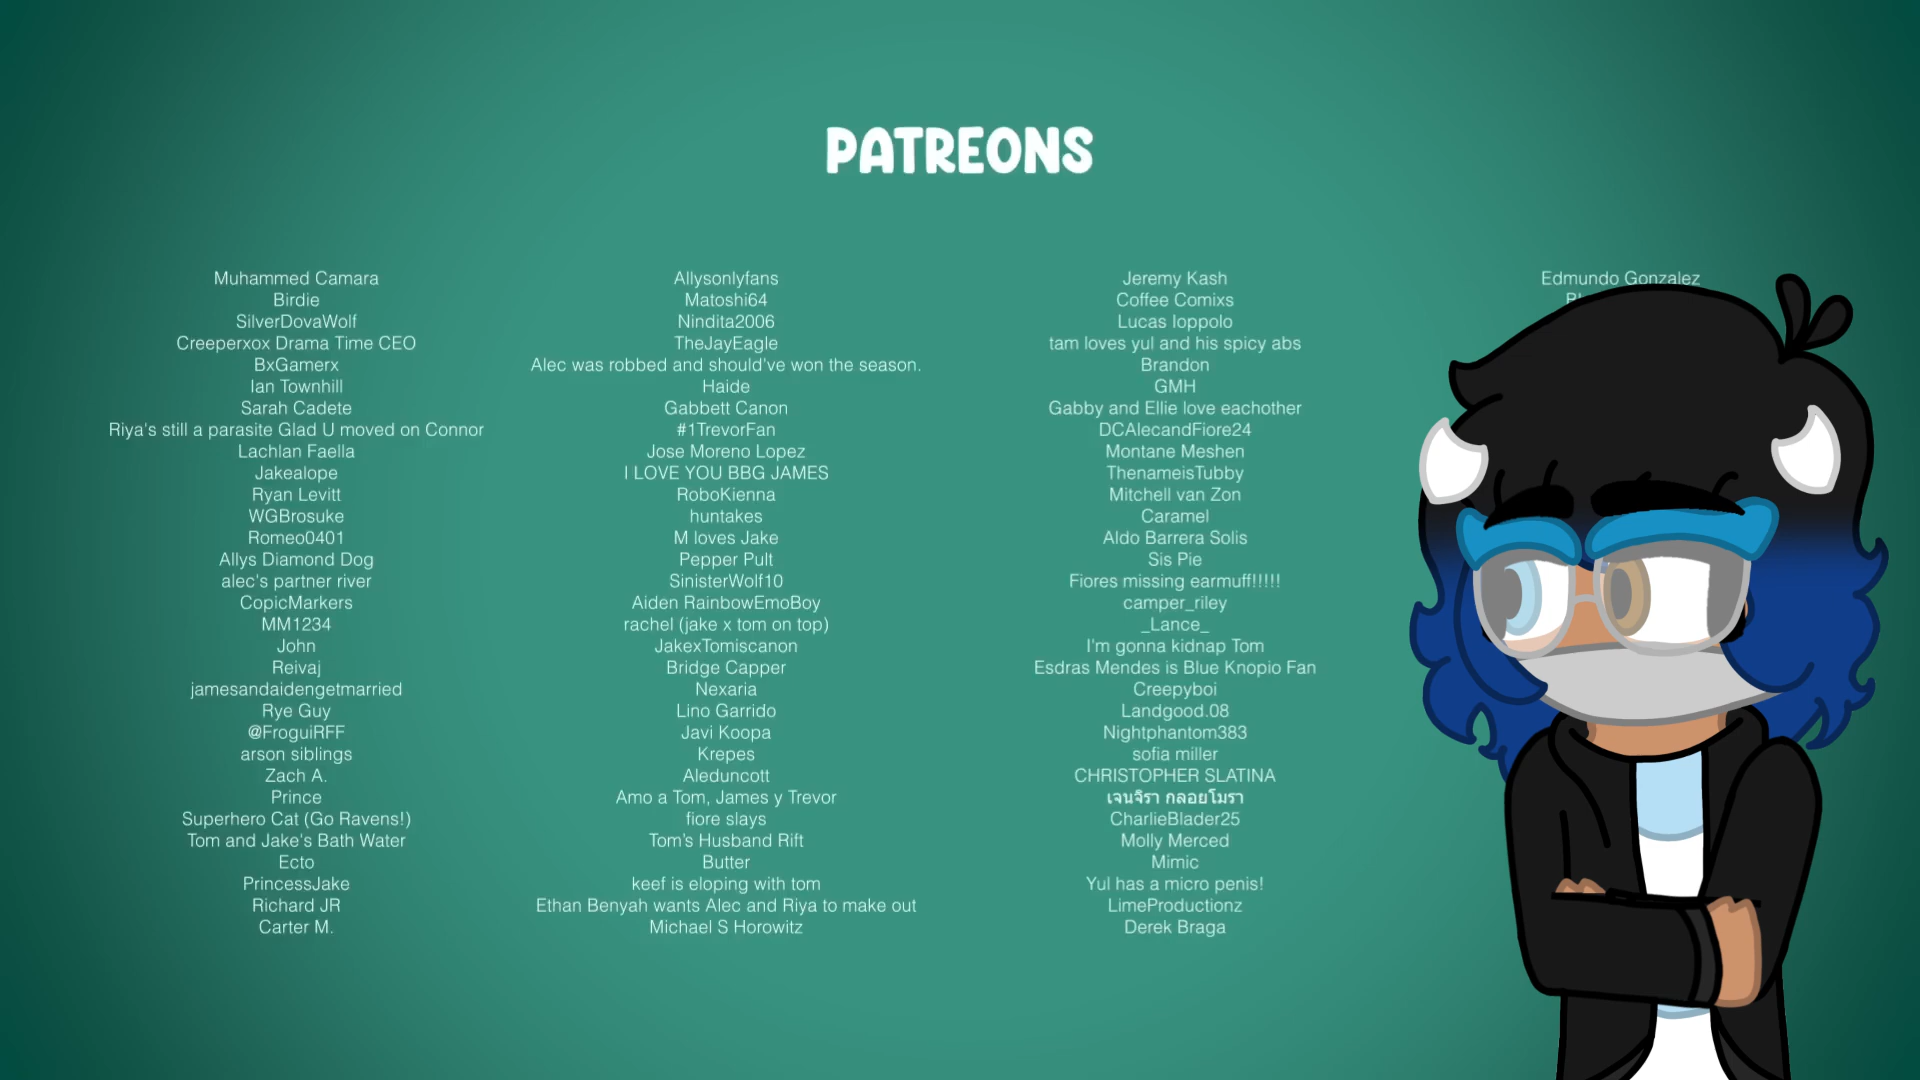 PATREONS
Muhammed Camara
Birdie
SilverDovaWolf
Creeperxox Drama Time CEO
BxGamerx
Ian Townhill
Sarah Cadete
Riya's still a parasite Glad U moved on Connor
Lachlan Faella
Jakealope
Ryan Levitt
WGBrosuke
Romeo0401
Allys Diamond Dog
alec's partner river
CopicMarkers
MM1234
John
Reivaj
jamesandaidengetmarried
Rye Guy
@FroguiRFF
arson siblings
Zach A.
Prince
Superhero Cat (Go Ravens!)
Tom and Jake's Bath Water
Ecto
PrincessJake
Richard JR
Carter M.
Allysonlyfans
Matoshi64
Nindita2006
TheJayEagle
Alec was robbed and should've won the season.
Haide
Gabbett Canon
#1TrevorFan
Jose Moreno Lopez
I LOVE YOU BBG JAMES
RoboKienna
huntakes
M loves Jake
Pepper Pult
SinisterWolf10
Aiden RainbowEmoBoy
rachel (jake x tom on top)
JakexTomiscanon
Bridge Capper
Nexaria
Lino Garrido
Javi Koopa
Krepes
Aleduncott
Amo a Tom, James y Trevor
fiore slays
Tom's Husband Rift
Butter
keef is eloping with tom
Ethan Benyah wants Alec and Riya to make out
Michael S Horowitz
Jeremy Kash
Coffee Comixs
Lucas Ioppolo
tam loves yul and his spicy abs
Brandon
GMH
Gabby and Ellie love eachother
DCAlecandFiore24
Montane Meshen
ThenameisTubby
Mitchell van Zon
Caramel
Aldo Barrera Solis
Sis Pie
Fiores missing earmuff!!!!!
camper_riley
_Lance_
I'm gonna kidnap Tom
Esdras Mendes is Blue Knopio Fan
Creepyboi
Landgood.08
Nightphantom383
sofia miller
CHRISTOPHER SLATINA
เจนจิรา กลอยโมรา
CharlieBlader25
Molly Merced
Mimic
Yul has a micro penis!
LimeProductionz
Derek Braga
Edmundo Gonzalez